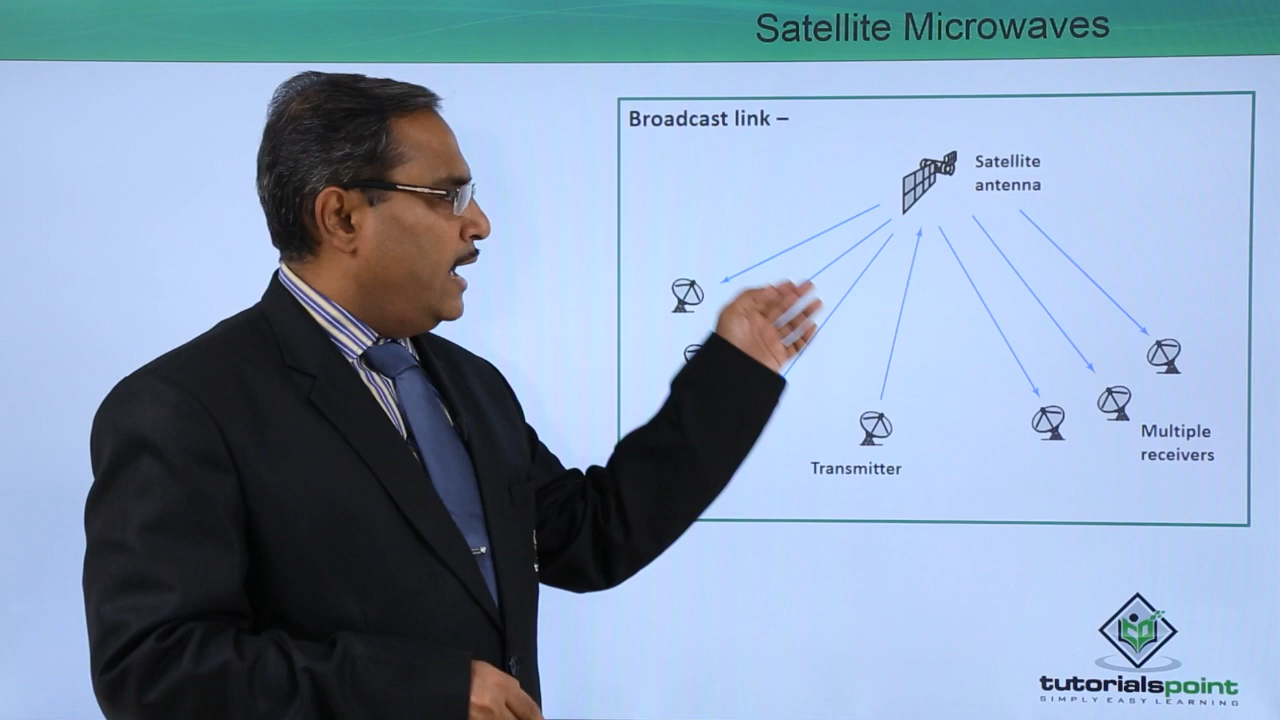 Satellite Microwaves
Broadcast link –
Satellite
antenna
Transmitter
Multiple
receivers
tutorialspoint
SIMPLY EASY LEARNING